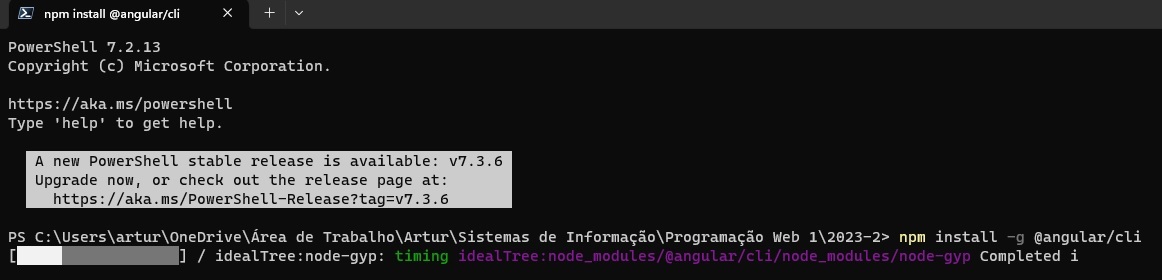 npm install @angular/cli
PowerShell 7.2.13
Copyright (c) Microsoft Corporation.
https://aka.ms/powershell
Type 'help' to get help.
A new PowerShell stable release is available: v7.3.6
Upgrade now, or check out the release page at:
https://aka.ms/PowerShell-Release?tag=v7.3.6
PS C:\Users\artur\OneDrive\Área de Trabalho\Artur\Sistemas de Informação\Programação Web 1\2023-2> npm install -g @angular/cli
[ ] / idealTree:node-gyp: timing idealTree:node_modules/@angular/cli/node_modules/node-gyp Completed i